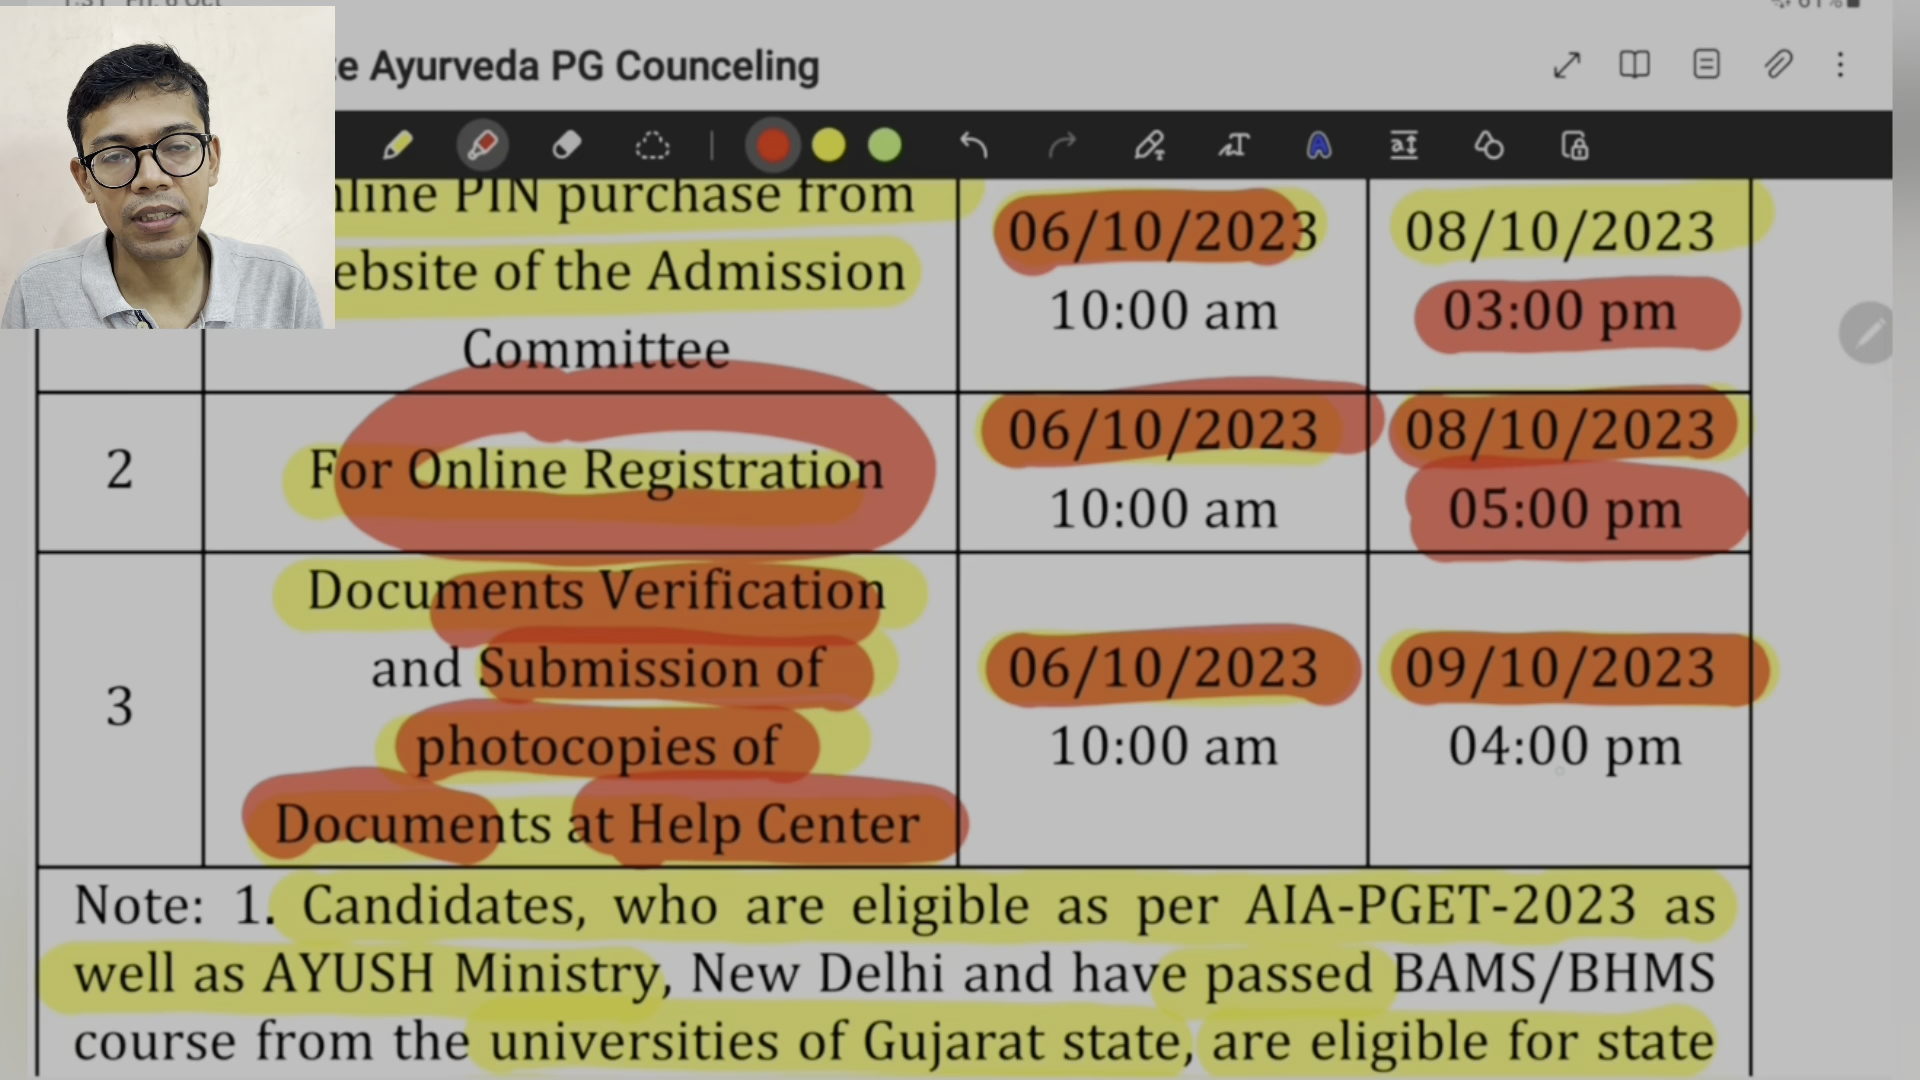 e Ayurveda PG Counceling
nline PIN purchase from
ebsite of the Admission
Committee
06/10/2023
10:00 am
08/10/2023
03:00 pm
2
For Online Registration
06/10/2023
10:00 am
08/10/2023
05:00 pm
3
Documents Verification
and Submission of
photocopies of
Documents at Help Center
06/10/2023
10:00 am
09/10/2023
04:00 pm
Note: 1. Candidates, who are eligible as per AIA-PGET-2023 as
well as AYUSH Ministry, New Delhi and have passed BAMS/BHMS
course from the universities of Gujarat state, are eligible for state